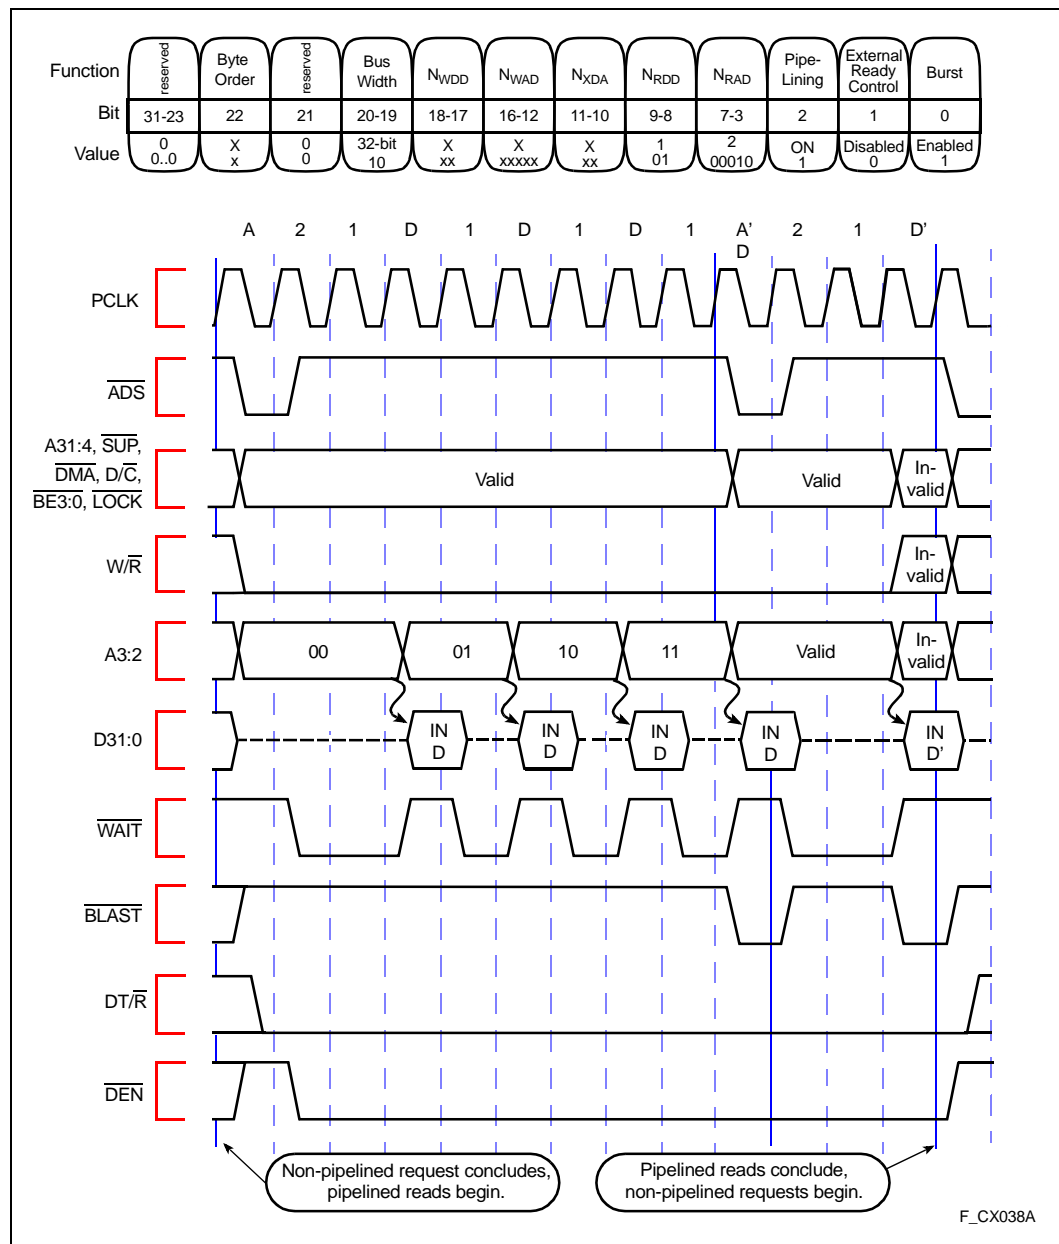 Function
reserved
Byte Order
reserved
Bus Width
NWDD
NWAD
NXDA
NRDD
NRAD
Pipe-Lining
External Ready Control
Burst
Bit
31-23 22 21 20-19 18-17 16-12 11-10 9-8 7-3 2 1 0
Value
0 X 0 32-bit X X X 1 2 ON Disabled Enabled
0..0 x 0 10 xx xxxxx xx 01 00010 1 0 1
A 2 1 D 1 D 1 D 1 A' 2 1 D'
D
PCLK
ADS
A31:4, SUP,
DMA, D/C,
BE3:0, LOCK
Valid Valid In-
valid
W/R
In-
valid
A3:2
00 01 10 11 Valid In-
valid
D31:0
IN IN IN IN IN
D D D D D'
WAIT
BLAST
DT/R
DEN
Non-pipelined request concludes,
pipelined reads begin.
Pipelined reads conclude,
non-pipelined requests begin.
F_CX038A